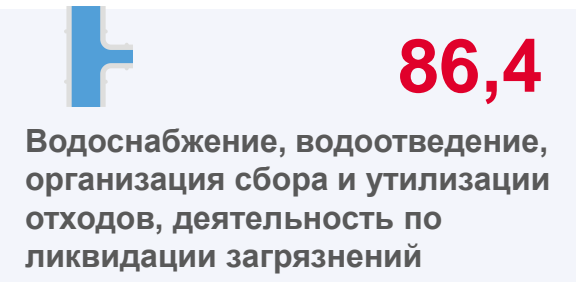 86,4
Водоснабжение, водоотведение,
организация сбора и утилизации
отходов, деятельность по
ликвидации загрязнений